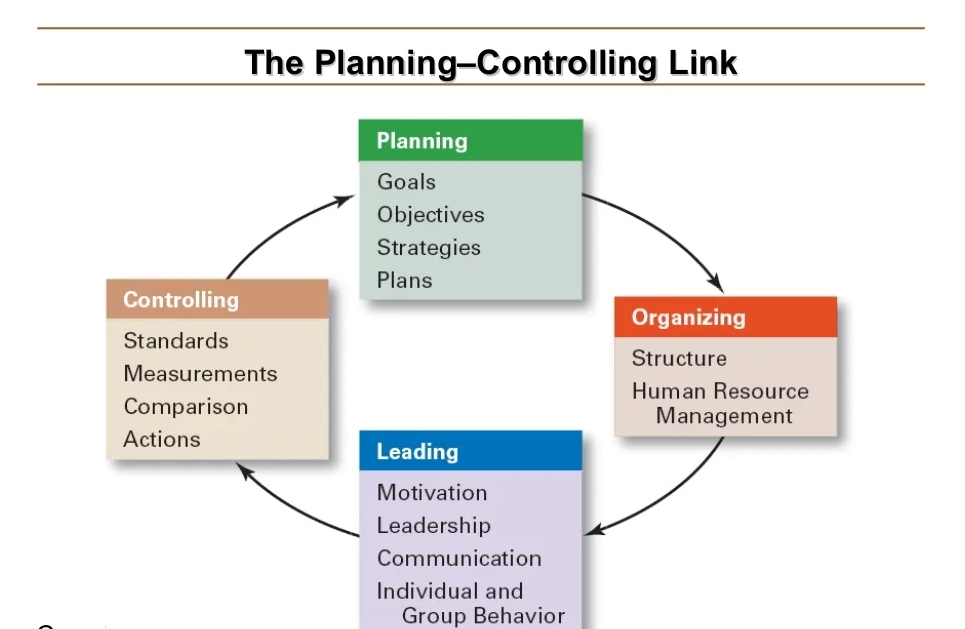 The Planning–Controlling Link
Planning
Goals
Objectives
Strategies
Plans
Organizing
Structure
Human Resource
Management
Leading
Motivation
Leadership
Communication
Individual and
Group Behavior
Controlling
Standards
Measurements
Comparison
Actions